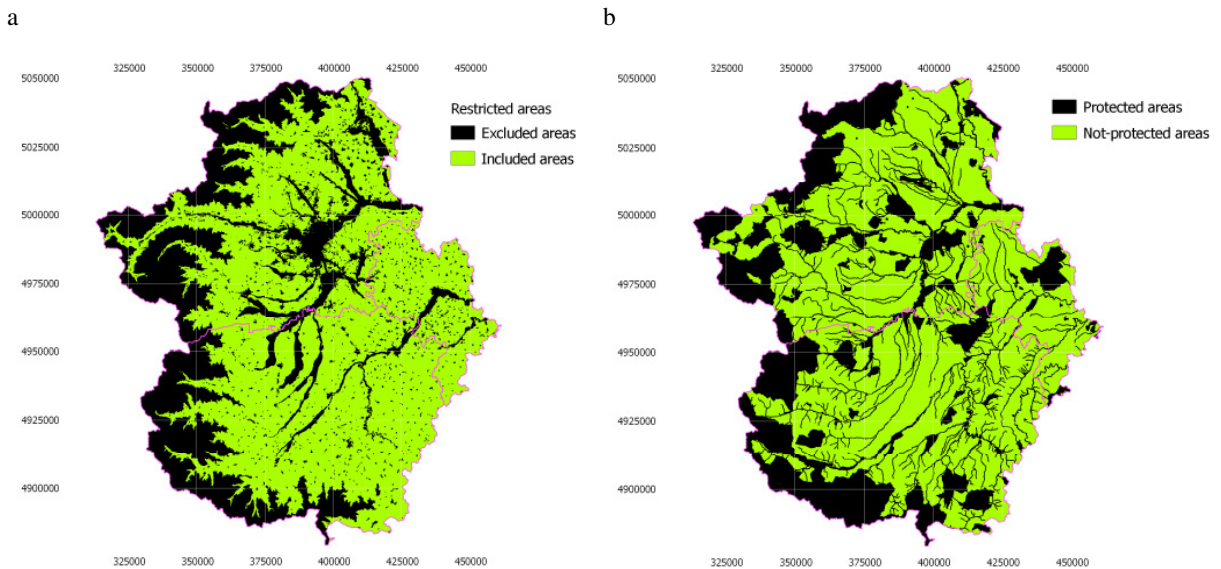 a
b
325000 350000 375000 400000 425000 450000
5050000
5025000
5000000
4975000
4950000
4925000
4900000
325000 350000 375000 400000 425000 450000
Restricted areas
Excluded areas
Included areas
325000 350000 375000 400000 425000 450000
5050000
5025000
5000000
4975000
4950000
4925000
4900000
325000 350000 375000 400000 425000 450000
Protected areas
Not-protected areas